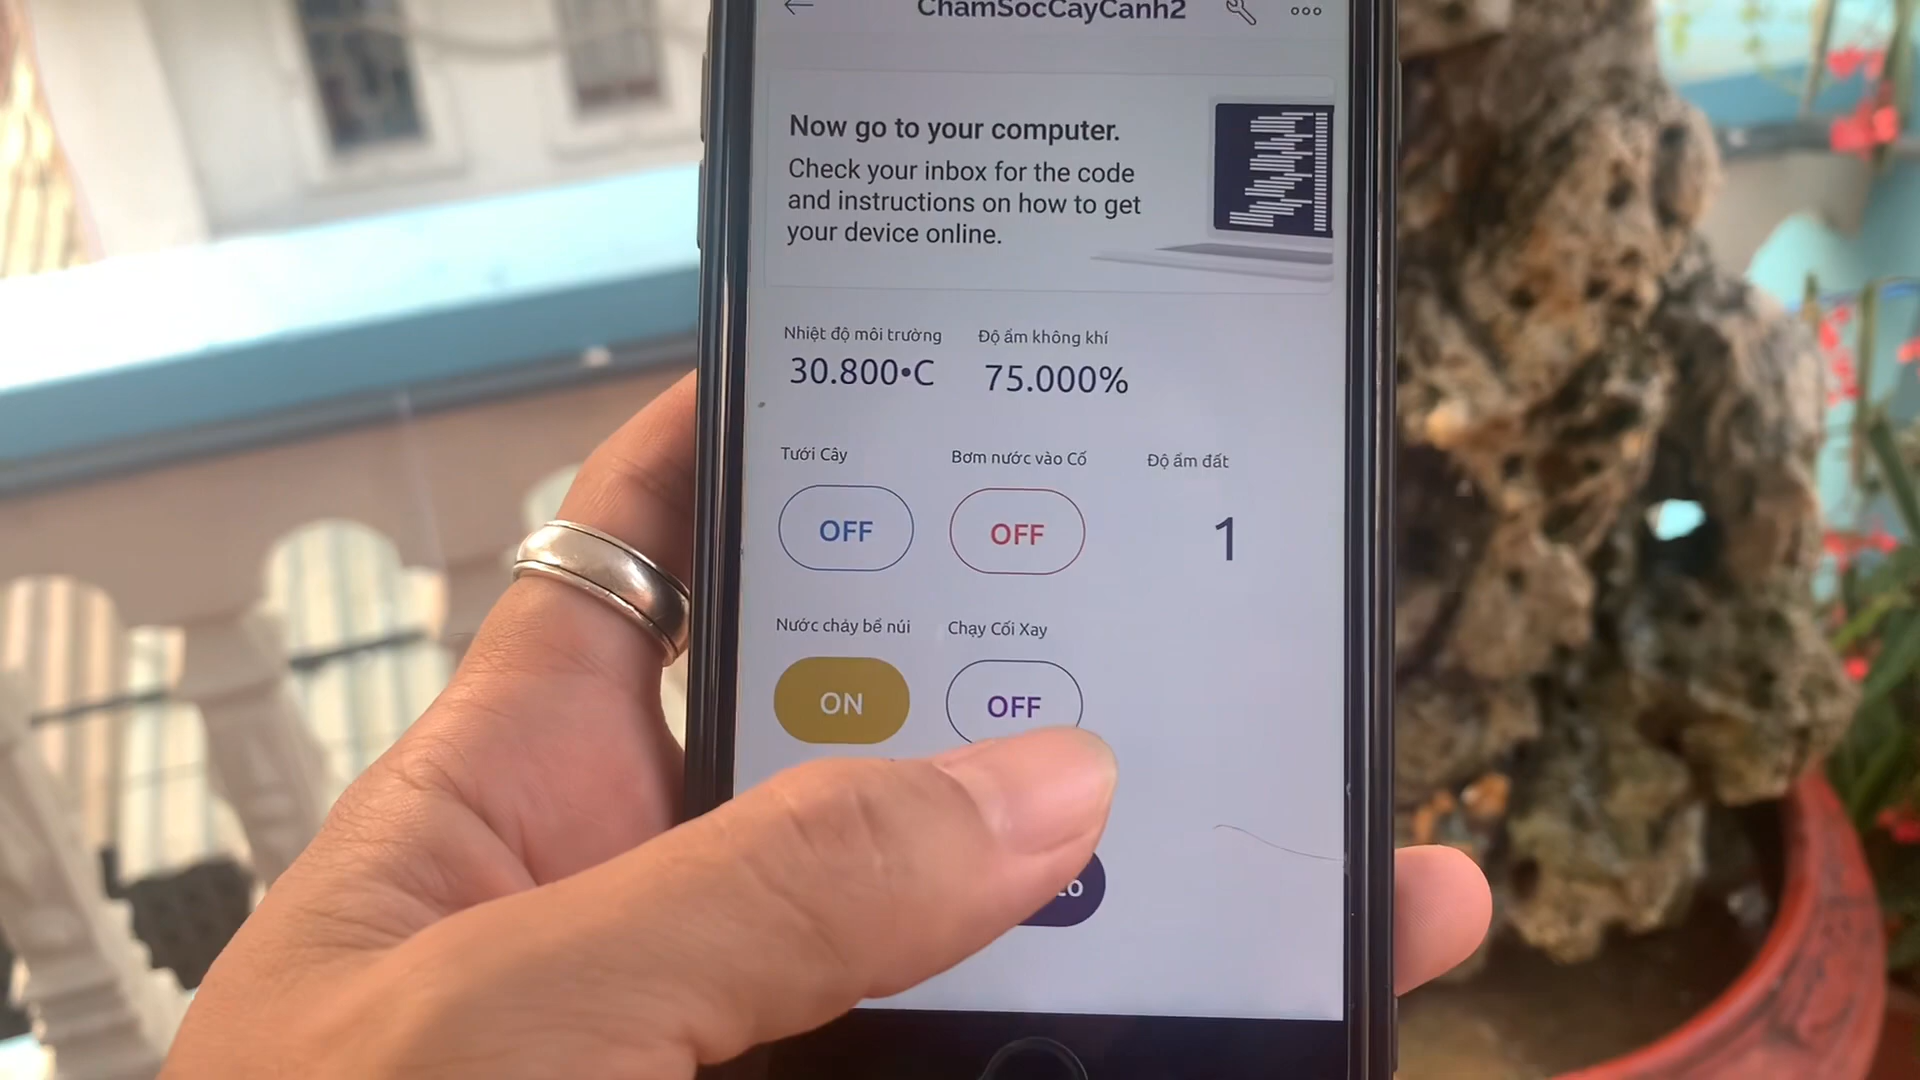 ChamSocCayCanh2
Now go to your computer.
Check your inbox for the code
and instructions on how to get
your device online.
Nhiệt độ môi trường
Độ ẩm không khí
30.800•C
75.000%
Tưới Cây
Bơm nước vào Cố
Độ ẩm đất
OFF
OFF
1
Nước chảy bể núi
Chạy Cối Xay
ON
OFF